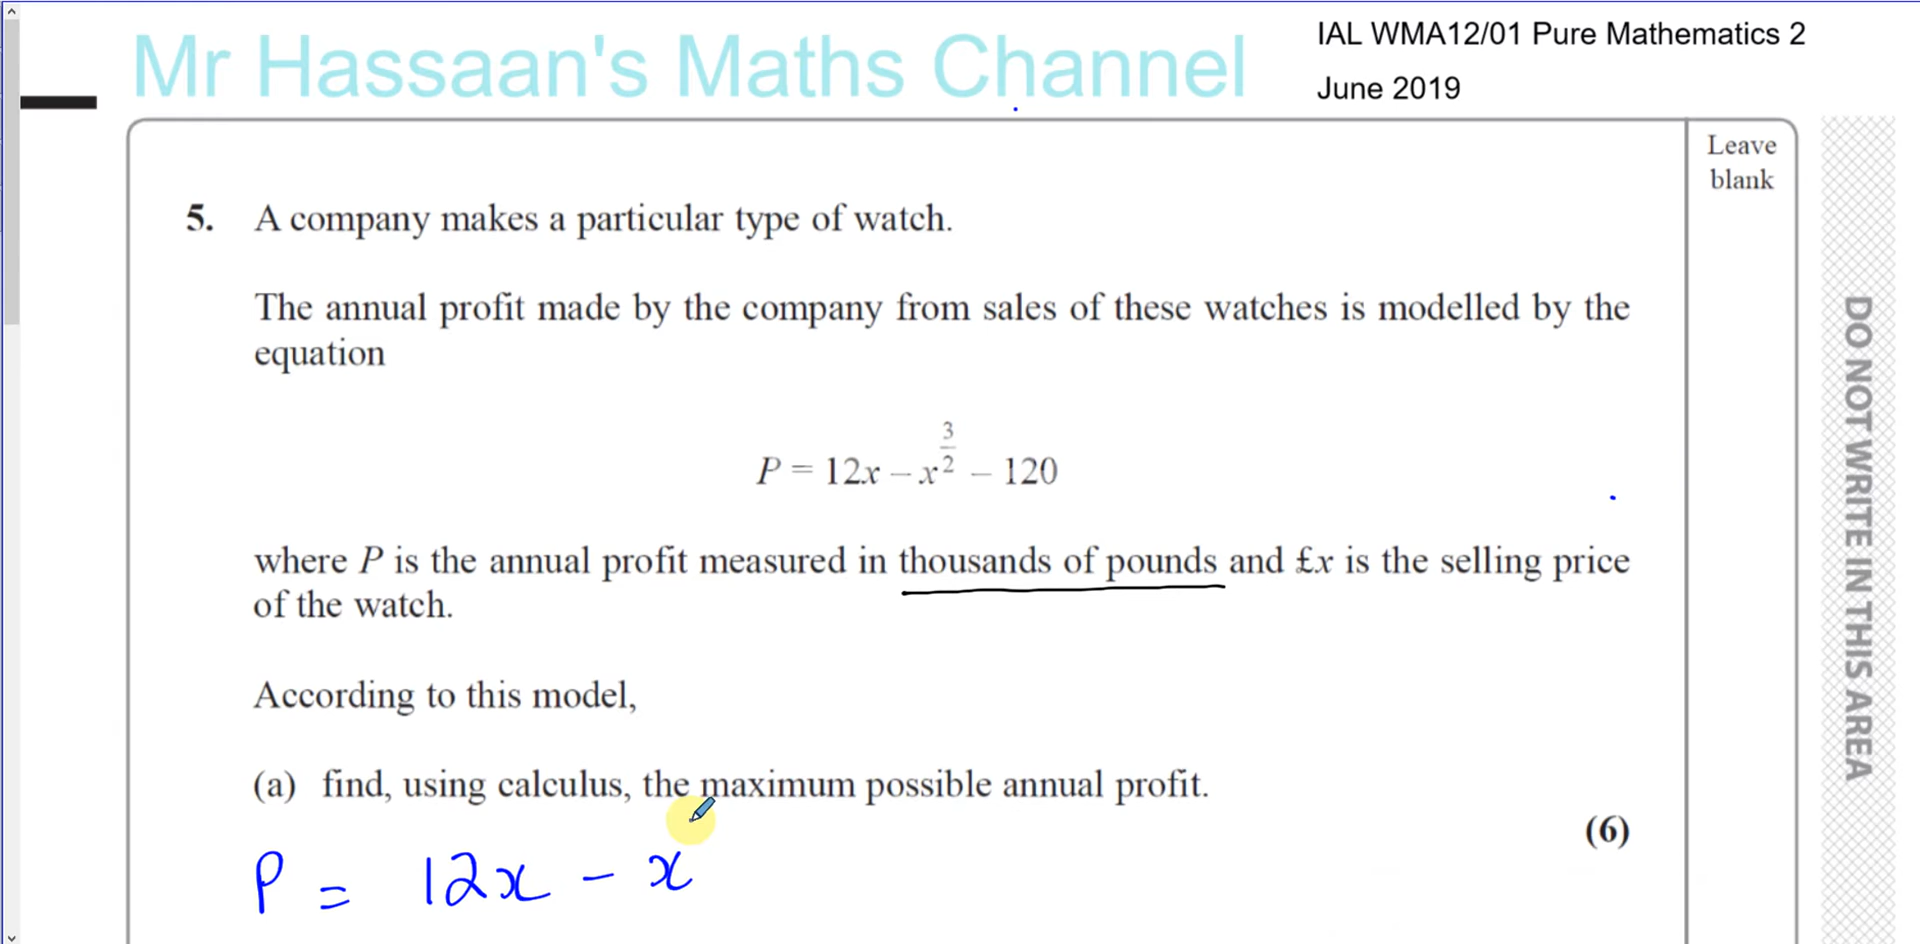 Mr Hassaan's Maths Channel
IAL WMA12/01 Pure Mathematics 2
June 2019
Leave
blank
5. A company makes a particular type of watch.
The annual profit made by the company from sales of these watches is modelled by the
equation
P = 12x – x^{3/2} – 120
where P is the annual profit measured in thousands of pounds and £x is the selling price
of the watch.
According to this model,
(a) find, using calculus, the maximum possible annual profit.
(6)
P = 12x - x
DO NOT WRITE IN THIS AREA